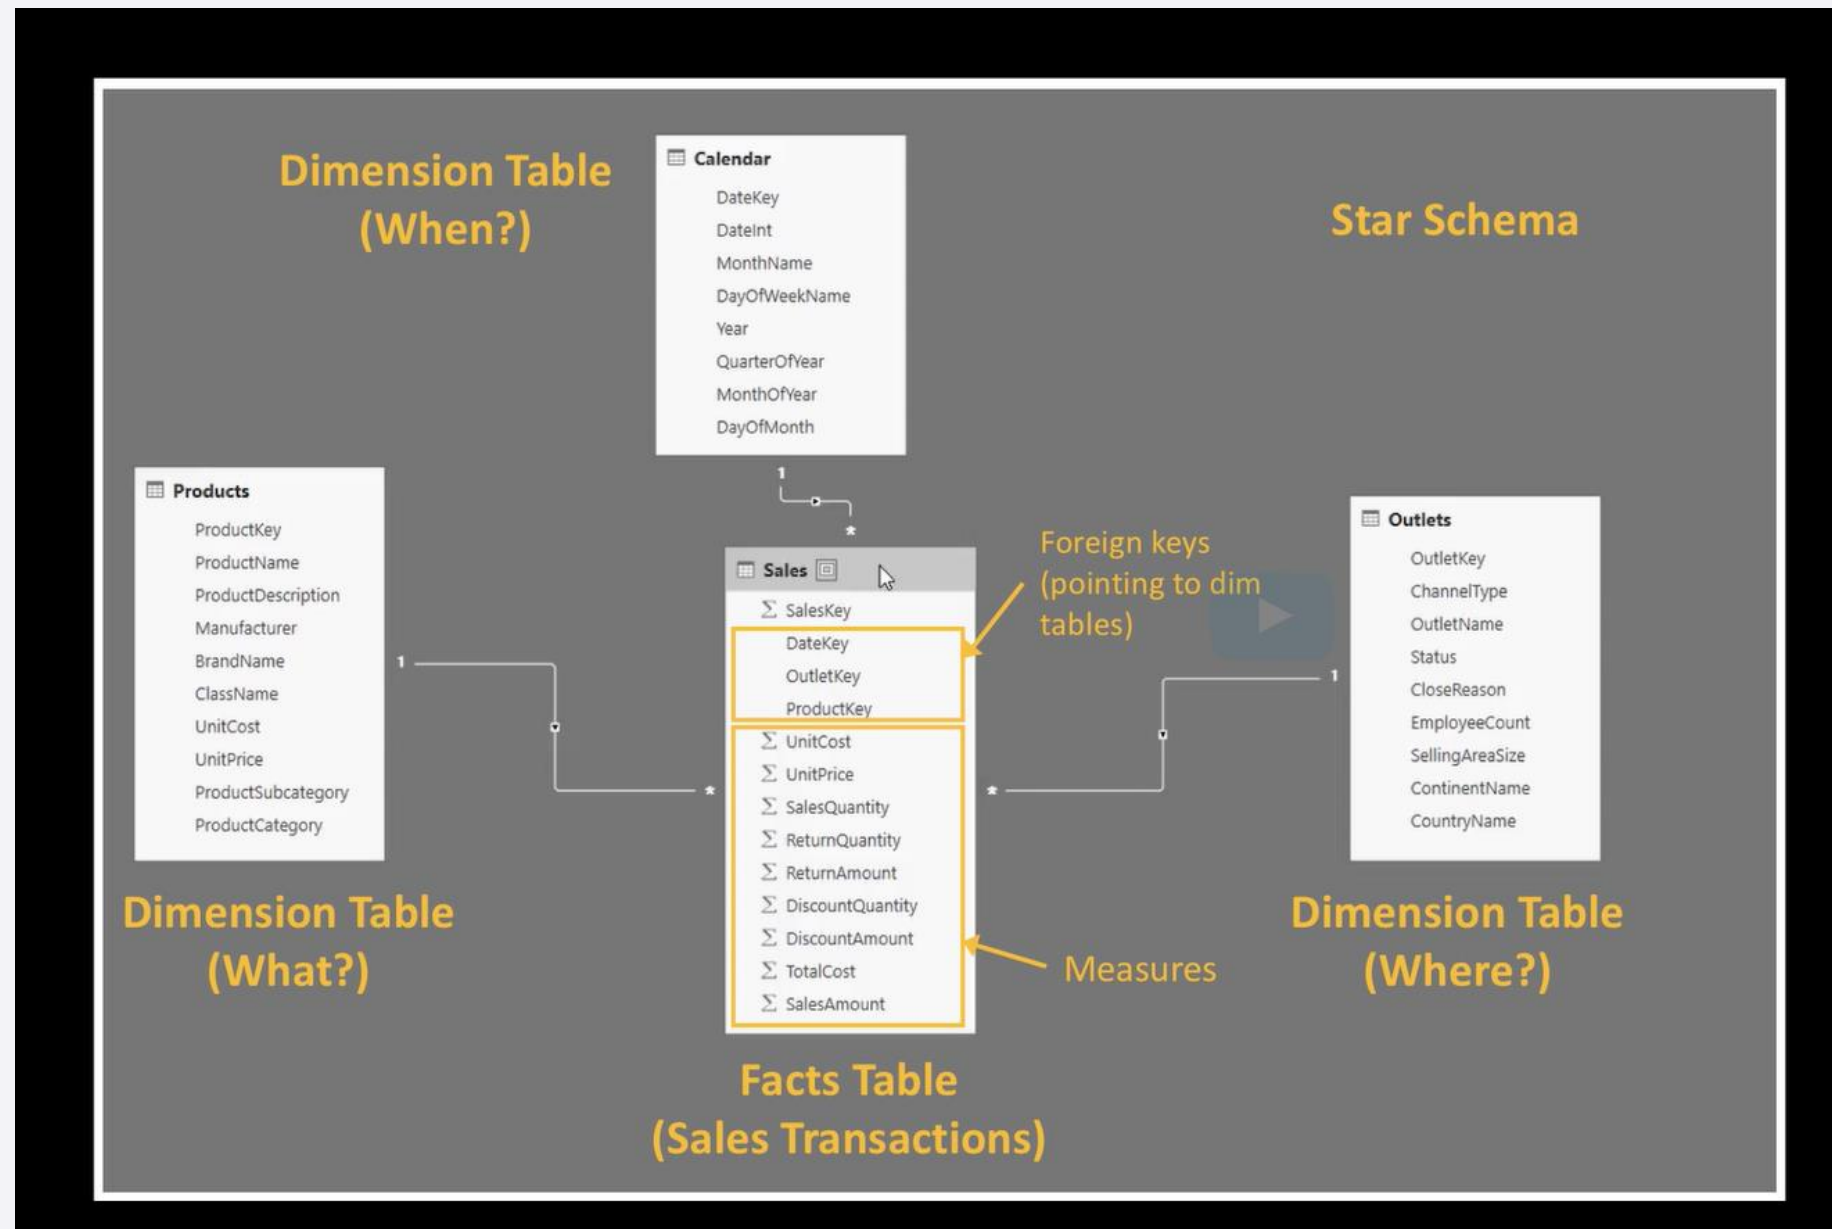 Dimension Table
(When?)
Calendar
DateKey
DateInt
MonthName
DayOfWeekName
Year
QuarterOfYear
MonthOfYear
DayOfMonth
Star Schema
1
*
Products
ProductKey
ProductName
ProductDescription
Manufacturer
BrandName
ClassName
UnitCost
UnitPrice
ProductSubcategory
ProductCategory
1
*
Dimension Table
(What?)
Sales
Σ SalesKey
DateKey
OutletKey
ProductKey
Σ UnitCost
Σ UnitPrice
Σ SalesQuantity
Σ ReturnQuantity
Σ ReturnAmount
Σ DiscountQuantity
Σ DiscountAmount
Σ TotalCost
Σ SalesAmount
Facts Table
(Sales Transactions)
Foreign keys
(pointing to dim
tables)
Measures
*
1
Outlets
OutletKey
ChannelType
OutletName
Status
CloseReason
EmployeeCount
SellingAreaSize
ContinentName
CountryName
Dimension Table
(Where?)